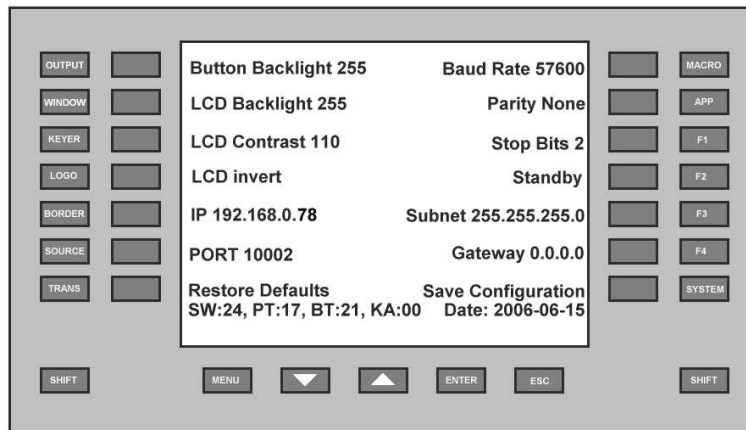 OUTPUT Button Backlight 255 Baud Rate 57600 MACRO
WINDOW LCD Backlight 255 Parity None APP
KEYER LCD Contrast 110 Stop Bits 2 F1
LOGO LCD invert Standby F2
BORDER IP 192.168.0.78 Subnet 255.255.255.0 F3
SOURCE PORT 10002 Gateway 0.0.0.0 F4
TRANS Restore Defaults Save Configuration SYSTEM
SW:24, PT:17, BT:21, KA:00 Date: 2006-06-15
SHIFT MENU ENTER ESC SHIFT